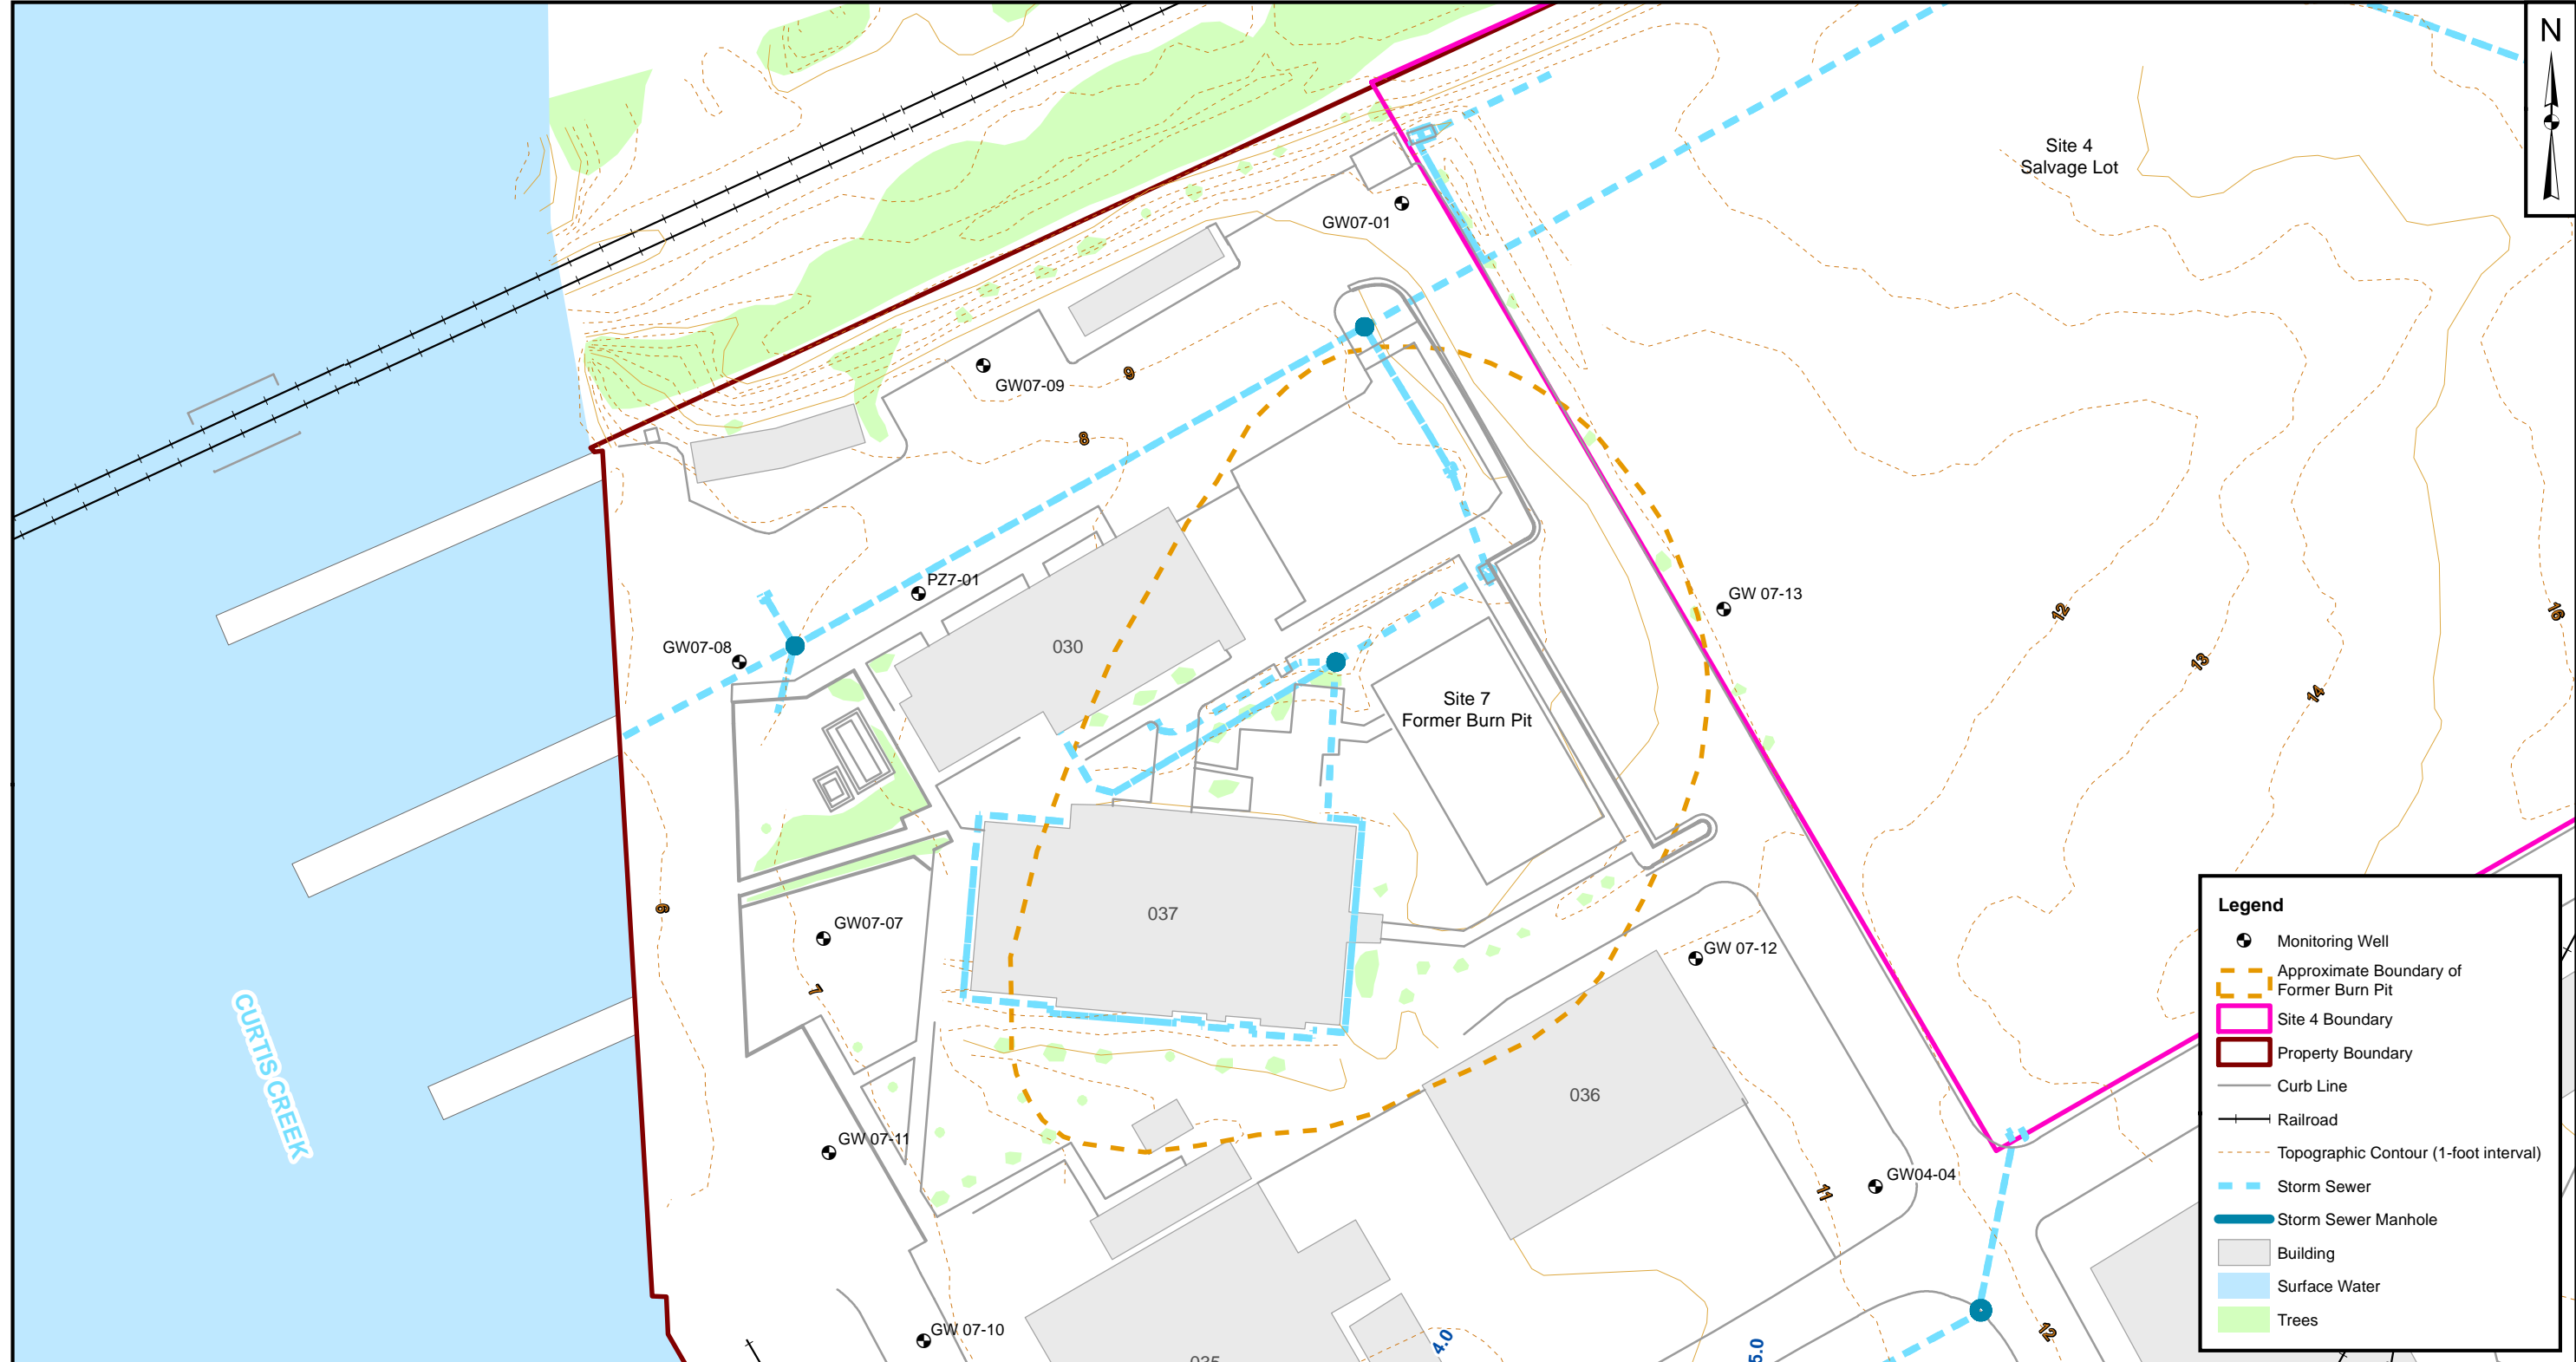 N
Site 4
Salvage Lot
GW07-01
9
GW07-09
8
PZ7-01
GW 07-13
12
16
GW07-08
030
13
14
Site 7
Former Burn Pit
6
037
GW07-07
GW 07-12
7
CURTIS CREEK
036
GW 07-11
GW04-04
11
GW 07-10
12
4.0
5.0
Legend
Monitoring Well
Approximate Boundary of
Former Burn Pit
Site 4 Boundary
Property Boundary
Curb Line
Railroad
Topographic Contour (1-foot interval)
Storm Sewer
Storm Sewer Manhole
Building
Surface Water
Trees